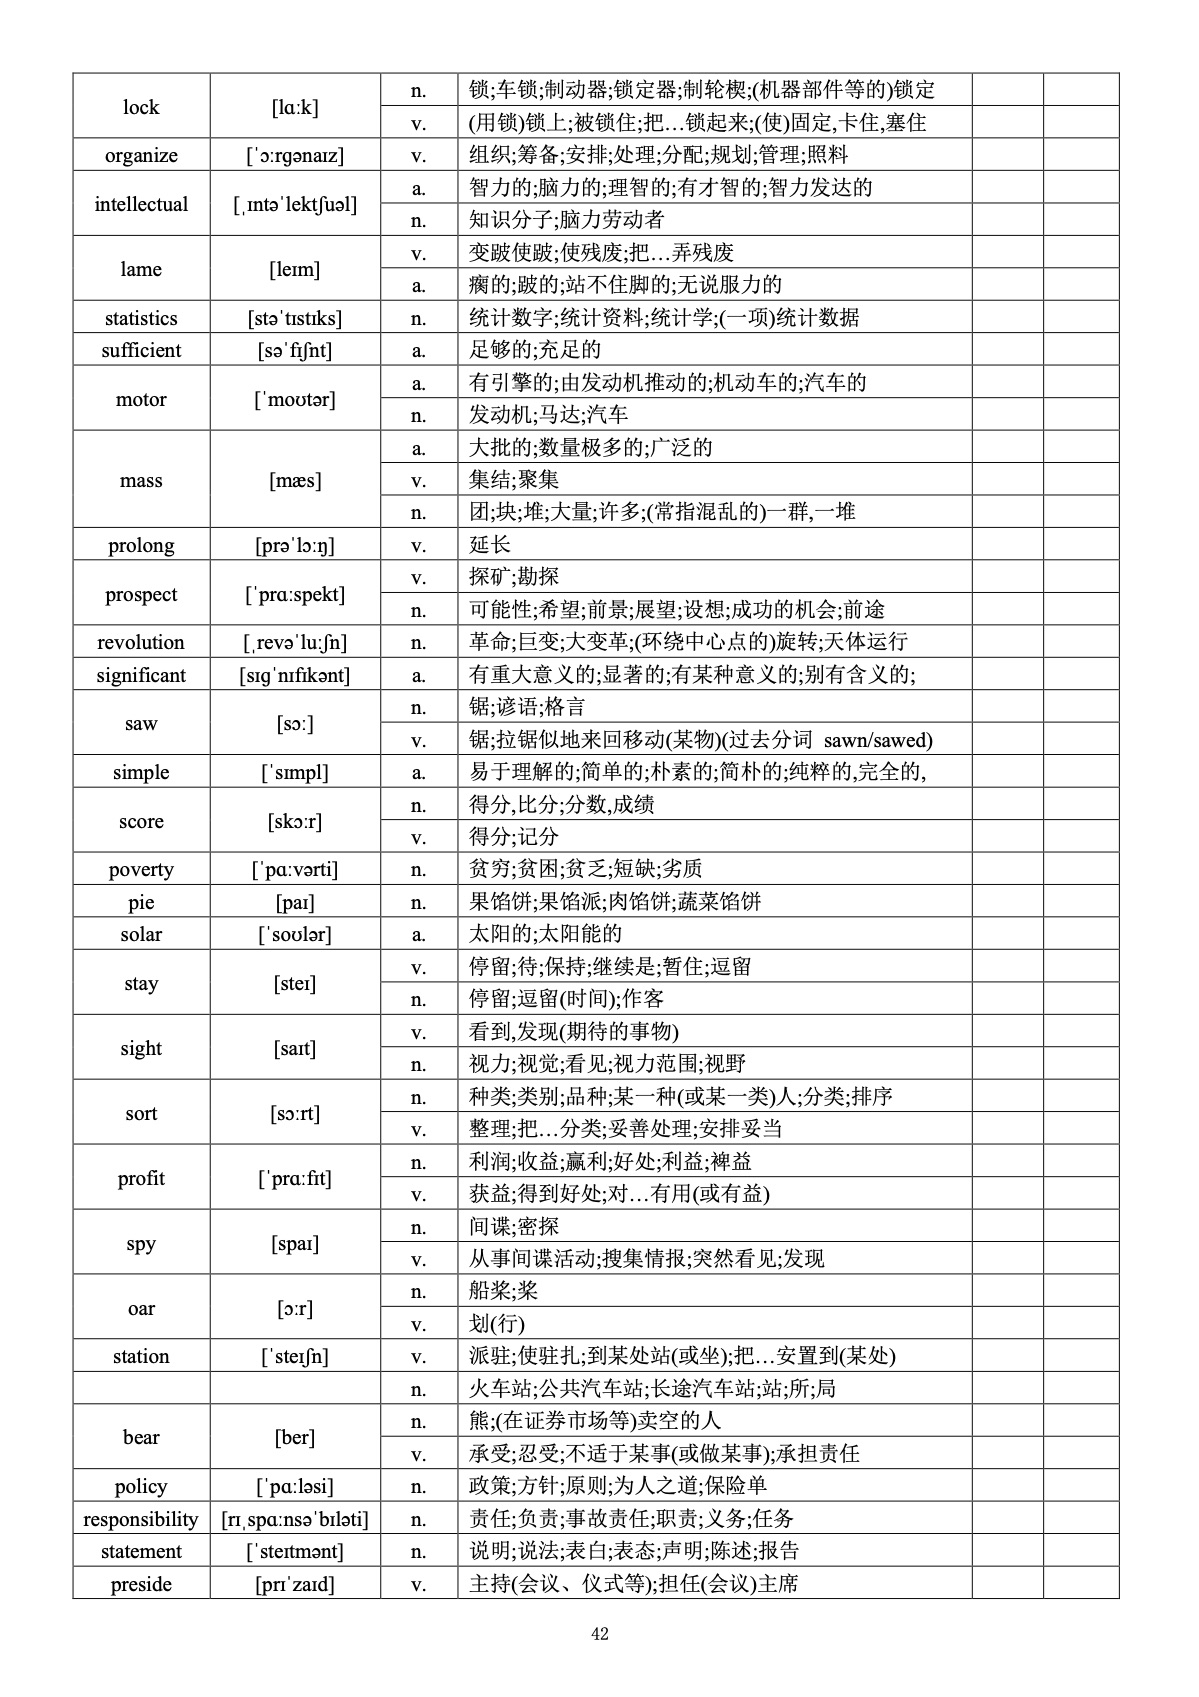 lock [lɑːk] n. 锁;车锁;制动器;锁定器;制轮楔;(机器部件等的)锁定
v. (用锁)锁上;被锁住;把…锁起来;(使)固定,卡住,塞住
organize [ˈɔːrɡənaɪz] v. 组织;筹备;安排;处理;分配;规划;管理;照料
intellectual [ˌɪntəˈlektʃuəl] a. 智力的;脑力的;理智的;有才智的;智力发达的
n. 知识分子;脑力劳动者
lame [leɪm] v. 变跛使跛;使残废;把…弄残废
a. 瘸的;跛的;站不住脚的;无说服力的
statistics [stəˈtɪstɪks] n. 统计数字;统计资料;统计学;(一项)统计数据
sufficient [səˈfɪʃnt] a. 足够的;充足的
motor [ˈmoʊtər] a. 有引擎的;由发动机推动的;机动车的;汽车的
n. 发动机;马达;汽车
mass [mæs] a. 大批的;数量极多的;广泛的
v. 集结;聚集
n. 团;块;堆;大量;许多;(常指混乱的)一群,一堆
prolong [prəˈlɔːŋ] v. 延长
prospect [ˈprɑːspekt] v. 探矿;勘探
n. 可能性;希望;前景;展望;设想;成功的机会;前途
revolution [ˌrevəˈluːʃn] n. 革命;巨变;大变革;(环绕中心点的)旋转;天体运行
significant [sɪɡˈnɪfɪkənt] a. 有重大意义的;显著的;有某种意义的;别有含义的;
saw [sɔː] n. 锯;谚语;格言
v. 锯;拉锯似地来回移动(某物)(过去分词 sawn/sawed)
simple [ˈsɪmpl] a. 易于理解的;简单的;朴素的;简朴的;纯粹的,完全的,
score [skɔːr] n. 得分,比分;分数,成绩
v. 得分;记分
poverty [ˈpɑːvərti] n. 贫穷;贫困;贫乏;短缺;劣质
pie [paɪ] n. 果馅饼;果馅派;肉馅饼;蔬菜馅饼
solar [ˈsoʊlər] a. 太阳的;太阳能的
stay [steɪ] v. 停留;待;保持;继续是;暂住;逗留
n. 停留;逗留(时间);作客
sight [saɪt] v. 看到,发现(期待的事物)
n. 视力;视觉;看见;视力范围;视野
sort [sɔːrt] n. 种类;类别;品种;某一种(或某一类)人;分类;排序
v. 整理;把…分类;妥善处理;安排妥当
profit [ˈprɑːfɪt] n. 利润;收益;赢利;好处;利益;裨益
v. 获益;得到好处;对…有用(或有益)
spy [spaɪ] n. 间谍;密探
v. 从事间谍活动;搜集情报;突然看见;发现
oar [ɔːr] n. 船桨;桨
v. 划(行)
station [ˈsteɪʃn] v. 派驻;使驻扎;到某处站(或坐);把…安置到(某处)
n. 火车站;公共汽车站;长途汽车站;站;所;局
bear [ber] n. 熊;(在证券市场等)卖空的人
v. 承受;忍受;不适于某事(或做某事);承担责任
policy [ˈpɑːləsi] n. 政策;方针;原则;为人之道;保险单
responsibility [rɪˌspɑːnsəˈbɪləti] n. 责任;负责;事故责任;职责;义务;任务
statement [ˈsteɪtmənt] n. 说明;说法;表白;表态;声明;陈述;报告
preside [prɪˈzaɪd] v. 主持(会议、仪式等);担任(会议)主席
42